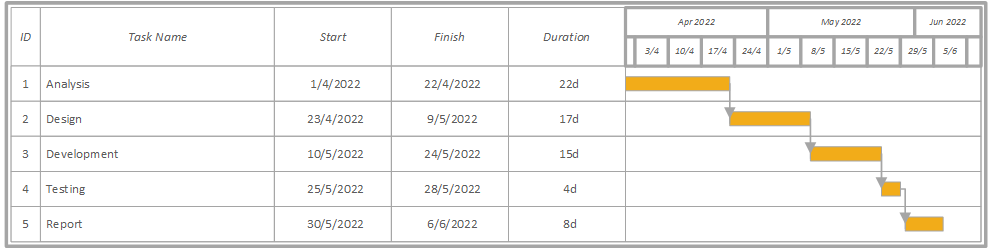 ID Task Name Start Finish Duration Apr 2022 May 2022 Jun 2022
3/4 10/4 17/4 24/4 1/5 8/5 15/5 22/5 29/5 5/6
1 Analysis 1/4/2022 22/4/2022 22d
2 Design 23/4/2022 9/5/2022 17d
3 Development 10/5/2022 24/5/2022 15d
4 Testing 25/5/2022 28/5/2022 4d
5 Report 30/5/2022 6/6/2022 8d